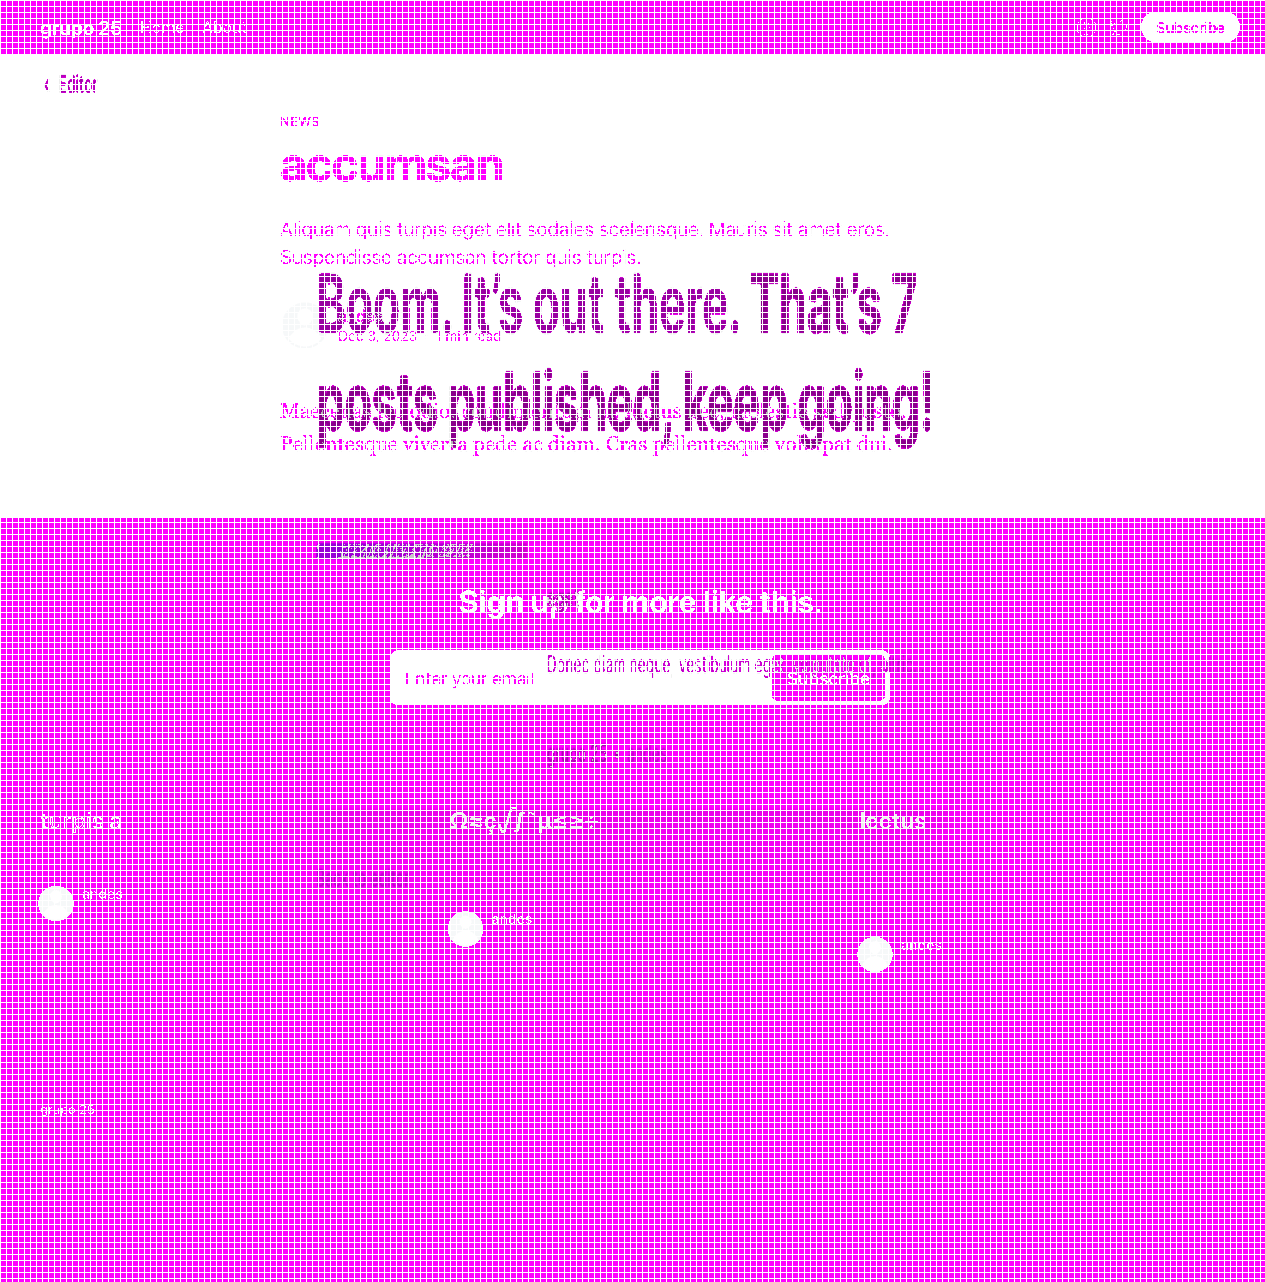 grupo 25 Home About Subscribe
Editor
NEWS
accumsan
Aliquam quis turpis eget elit sodales scelerisque. Mauris sit amet eros.
Suspendisse accumsan tortor quis turpis.
Boom. It's out there. That's 7
Dec 3, 2023 1 min read
posts published, keep going!
Pellentesque viverra pede ac diam. Cras pellentesque volutpat dui.
Sign up for more like this.
Donec diam neque, vestibulum eget, vulputate ut
Enter your email Subscribe
turpis a
lectus
andes
andes
andes
grupo 25